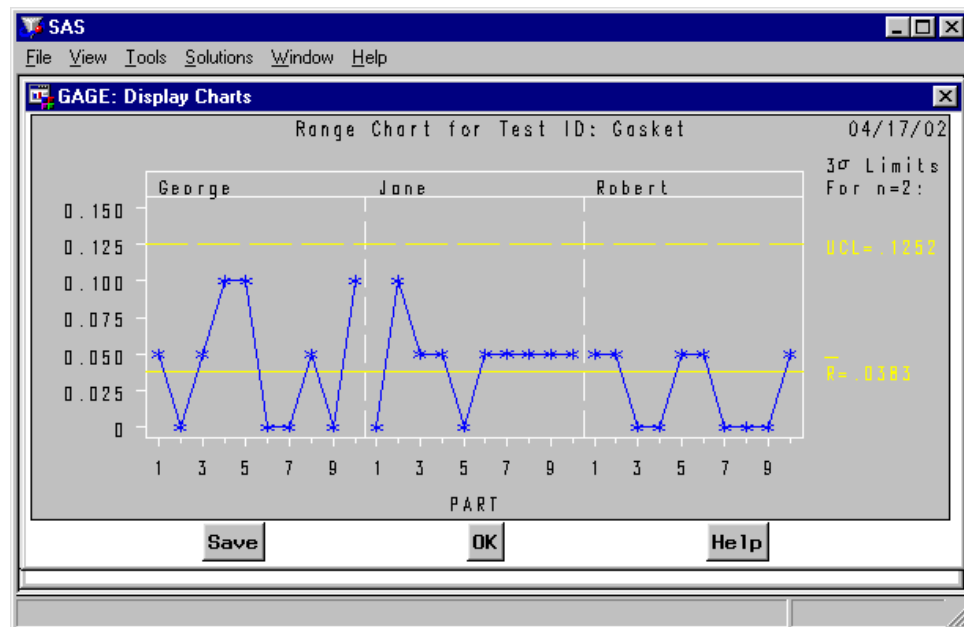 SAS
File View Tools Solutions Window Help
GAGE: Display Charts
Range Chart for Test ID: Gasket 04/17/02
3σ Limits
For n=2:
George Jane Robert
0.150
0.125 UCL=.1252
0.100
0.075
0.050
R̅=.0383
0.025
0
1 3 5 7 9 1 3 5 7 9 1 3 5 7 9
PART
Save OK Help